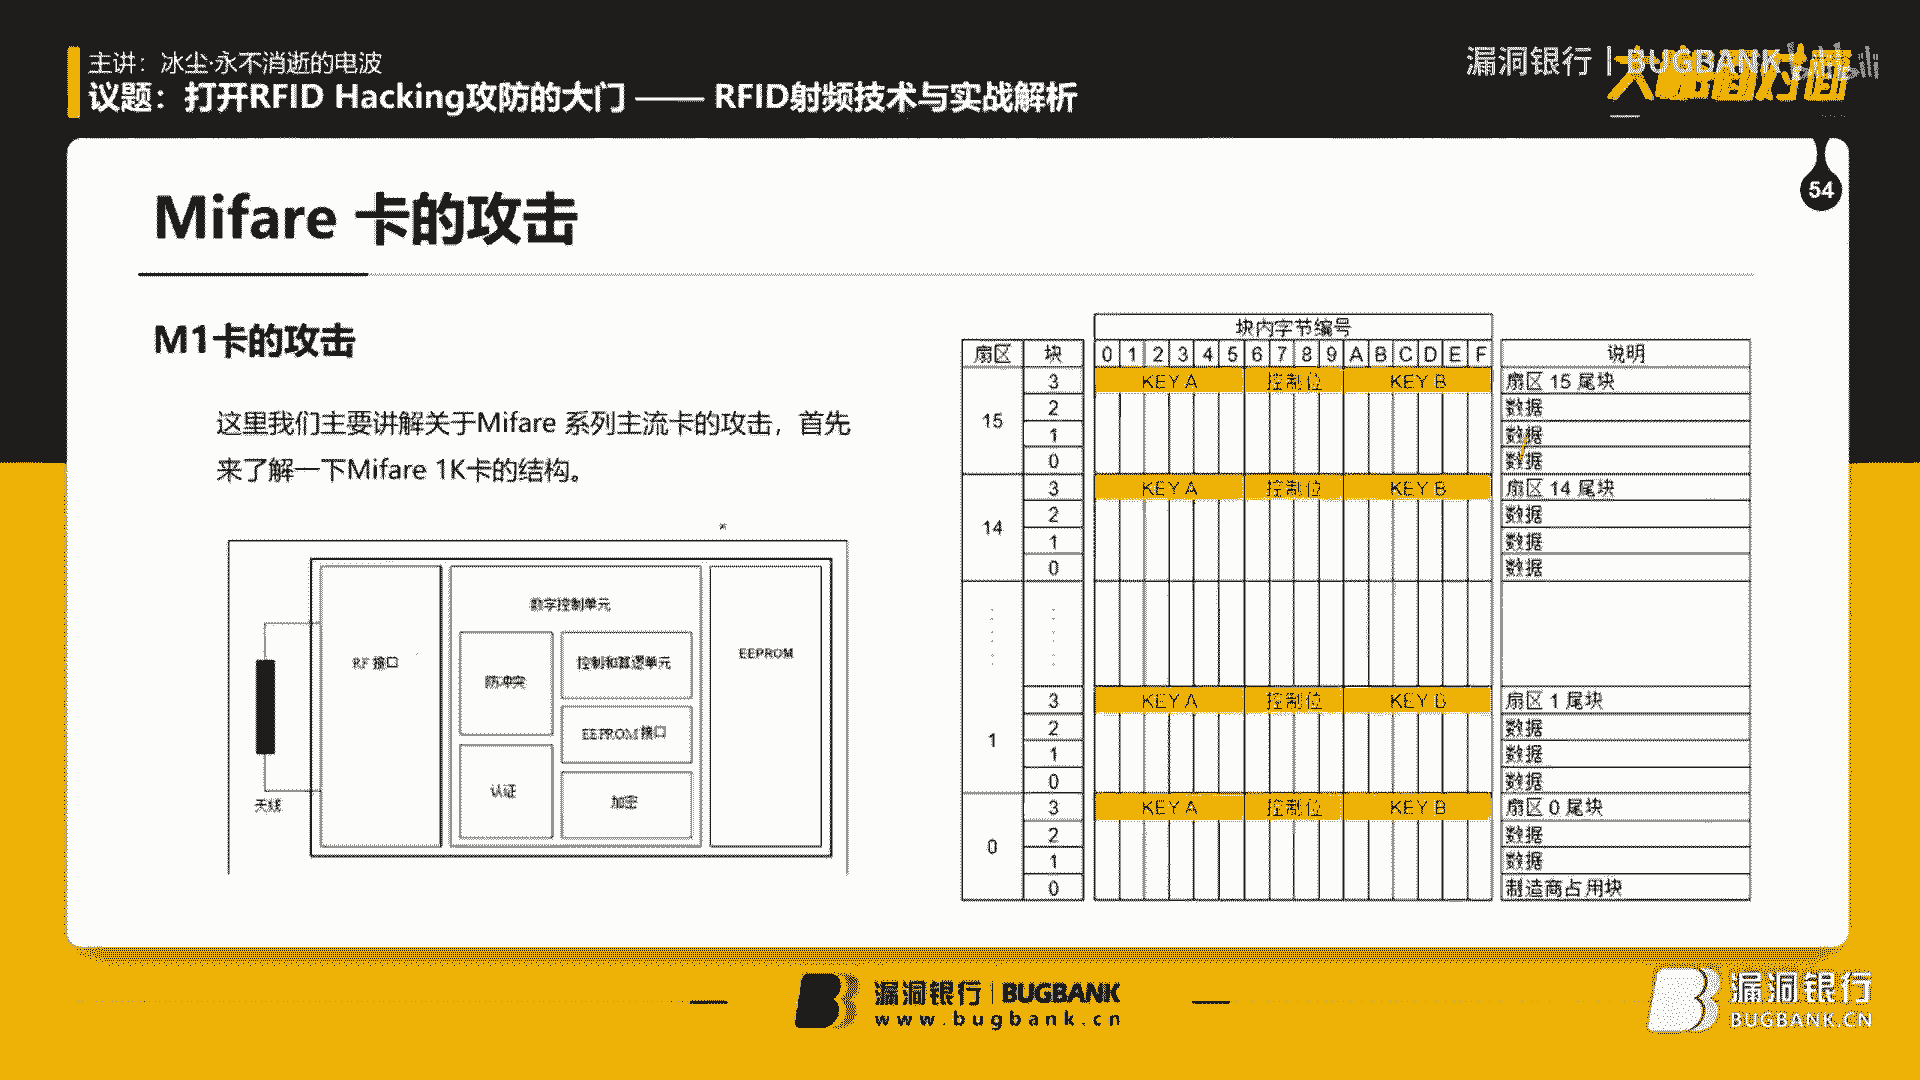 主讲：冰尘·永不消逝的电波
议题：打开RFID Hacking攻防的大门 —— RFID射频技术与实战解析
漏洞银行 | BUGBANK
大咖面对面
bilibili
54
Mifare 卡的攻击
M1卡的攻击
这里我们主要讲解关于Mifare 系列主流卡的攻击，首先
来了解一下Mifare 1K卡的结构。
天线
RF 接口
数字控制单元
防冲突
控制和算逻单元
EEPROM 接口
认证
加密
EEPROM
块内字节编号
扇区 块 0 1 2 3 4 5 6 7 8 9 A B C D E F 说明
15 3 KEY A 控制位 KEY B 扇区 15 尾块
2 数据
1 数据
0 数据
14 3 KEY A 控制位 KEY B 扇区 14 尾块
2 数据
1 数据
0 数据
1 3 KEY A 控制位 KEY B 扇区 1 尾块
2 数据
1 数据
0 数据
0 3 KEY A 控制位 KEY B 扇区 0 尾块
2 数据
1 数据
0 制造商占用块
漏洞银行 | BUGBANK
www.bugbank.cn
漏洞银行
BUGBANK.CN